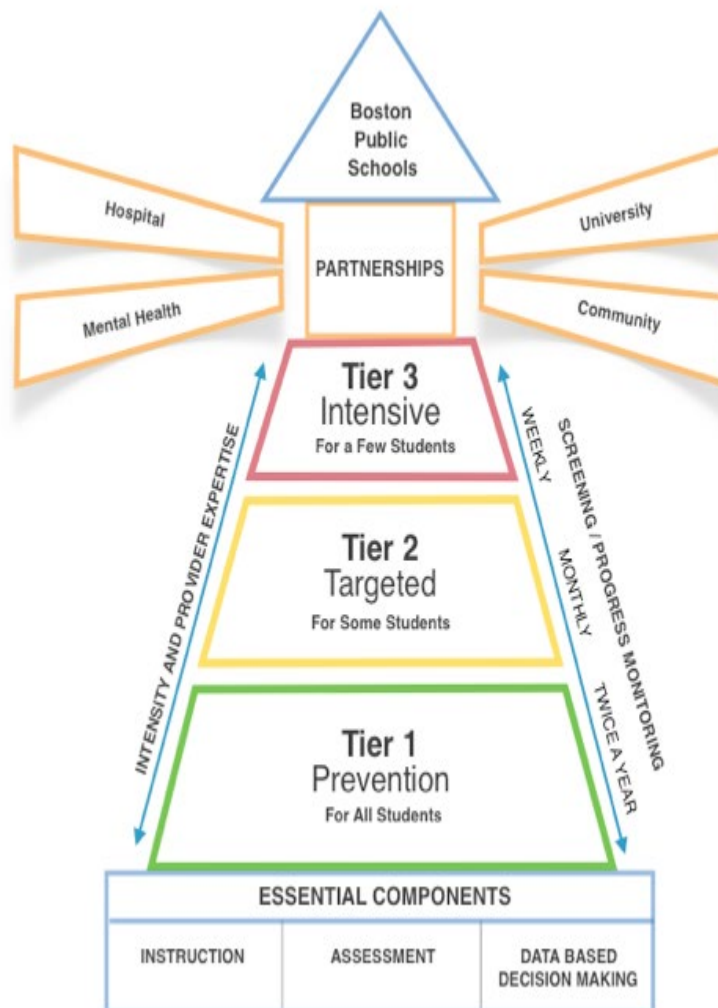 Boston
Public
Schools
Hospital
University
PARTNERSHIPS
Mental Health
Community
Tier 3
Intensive
For a Few Students
WEEKLY
Tier 2
Targeted
For Some Students
MONTHLY
INTENSITY AND PROVIDER EXPERTISE
SCREENING / PROGRESS MONITORING
Tier 1
Prevention
For All Students
TWICE A YEAR
ESSENTIAL COMPONENTS
INSTRUCTION
ASSESSMENT
DATA BASED
DECISION MAKING